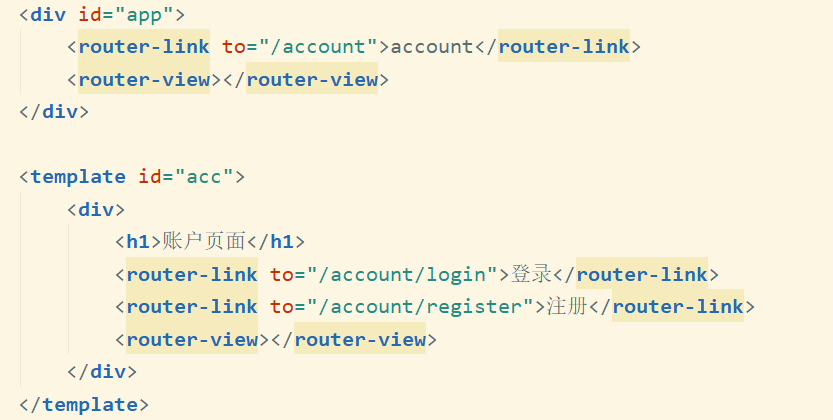 <div id="app">
    <router-link to="/account">account</router-link>
    <router-view></router-view>
</div>

<template id="acc">
    <div>
        <h1>账户页面</h1>
        <router-link to="/account/login">登录</router-link>
        <router-link to="/account/register">注册</router-link>
        <router-view></router-view>
    </div>
</template>